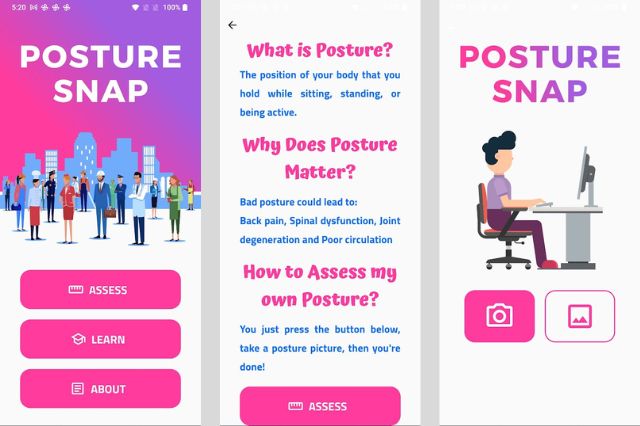 5:20
100%
POSTURE
SNAP
ASSESS
LEARN
ABOUT
What is Posture?
The position of your body that you
hold while sitting, standing, or
being active.
Why Does Posture
Matter?
Bad posture could lead to:
Back pain, Spinal dysfunction, Joint
degeneration and Poor circulation
How to Assess my
own Posture?
You just press the button below,
take a posture picture, then you're
done!
ASSESS
POSTURE
SNAP